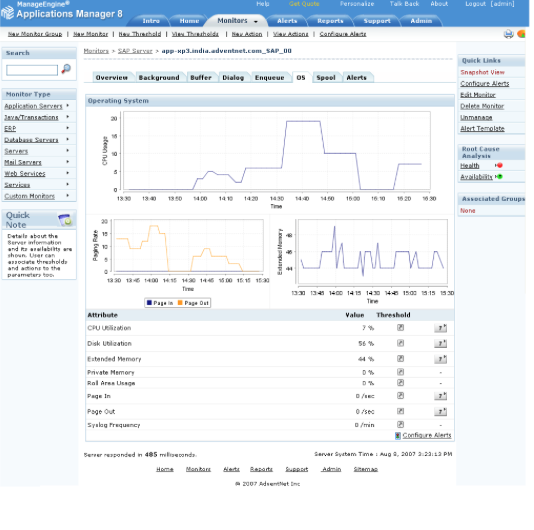 ManageEngine®
Applications Manager 8
Help Get Quote Personalize Talk Back About Logout [admin]
Intro Home Monitors Alerts Reports Support Admin
New Monitor Group | New Monitor | New Threshold | View Thresholds | New Action | View Actions | Configure Alerts
Search
Monitor Type
Application Servers
Java/Transactions
ERP
Database Servers
Servers
Mail Servers
Web Services
Services
Custom Monitors
Quick Note
Details about the
Server information
and its availability are
shown. User can
associate thresholds
and actions to the
parameters too.
Monitors > SAP Server > app-xp3.india.adventnet.com_SAP_00
Overview Background Buffer Dialog Enqueue OS Spool Alerts
Operating System
CPU Usage
20
15
10
5
0
13:30 13:40 13:50 14:00 14:10 14:20 14:30 14:40 14:50 15:00 15:10 15:20 15:30
Time
Paging Rate
20
15
10
5
0
13:30 13:45 14:00 14:15 14:30 14:45 15:00 15:15 15:30
Time
Page In Page Out
Extended Memory
48
46
44
13:30 13:45 14:00 14:15 14:30 14:45 15:00 15:15 15:30
Time
Attribute Value Threshold
CPU Utilization 7 %
Disk Utilization 56 %
Extended Memory 44 %
Private Memory 0 % -
Roll Area Usage 0 % -
Page In 0 /sec
Page Out 0 /sec
Syslog Frequency 0 /min -
Configure Alerts
Server responded in 485 milliseconds. Server System Time : Aug 8, 2007 3:23:13 PM
Home Monitors Alerts Reports Support Admin Sitemap
© 2007 AdventNet Inc
Quick Links
Snapshot View
Configure Alerts
Edit Monitor
Delete Monitor
Unmanage
Alert Template
Root Cause
Analysis
Health
Availability
Associated Groups
None